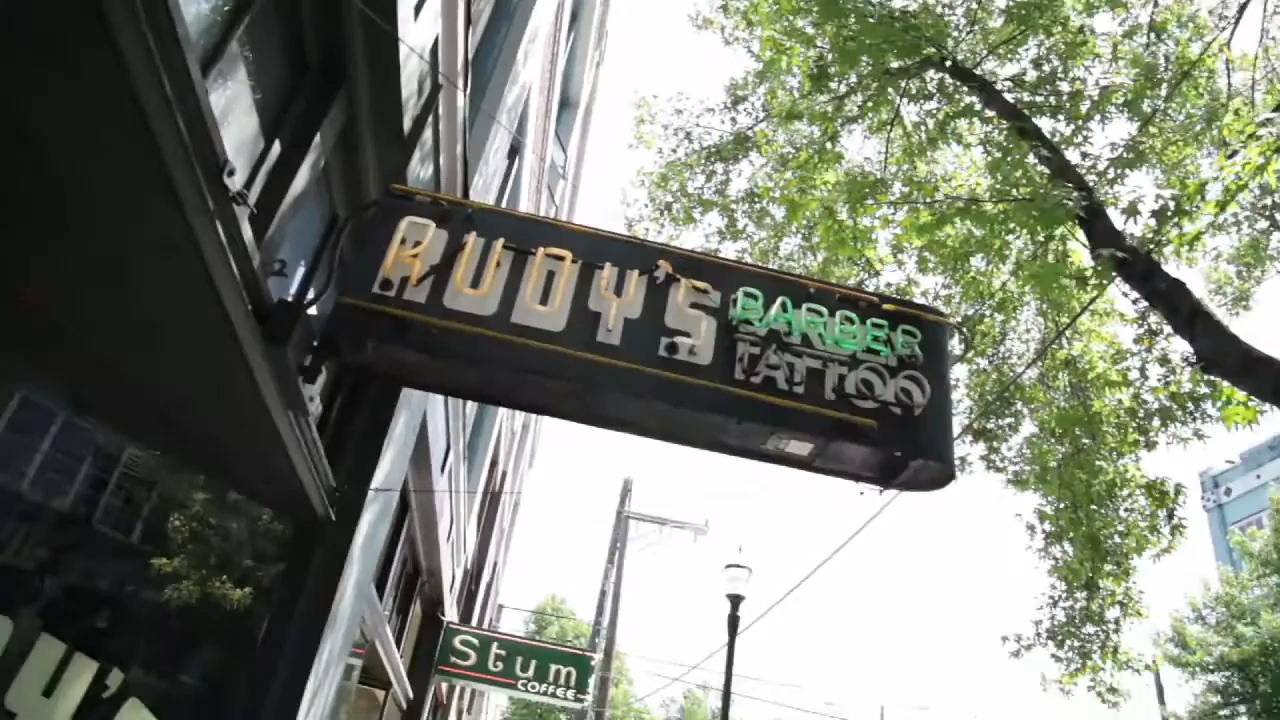 RUDY'S
BARBER
TATTOO
Stum
COFFEE
Y'S